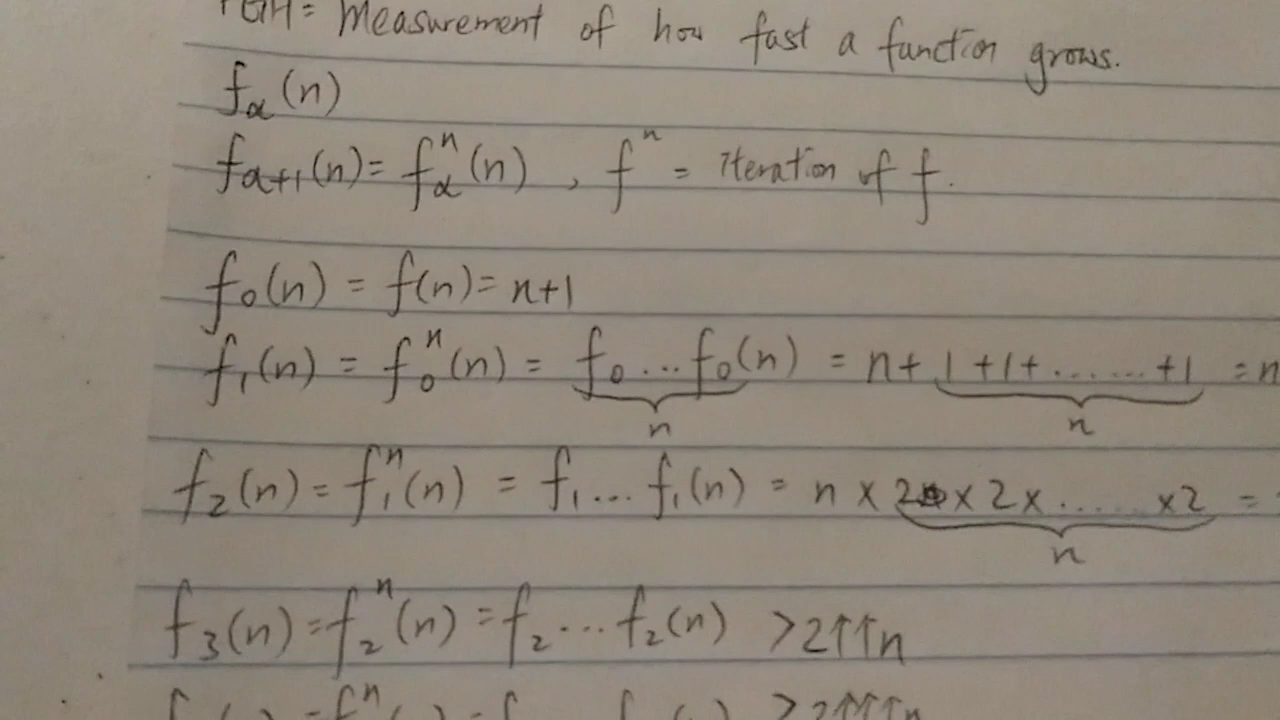 FGH = Measurement of how fast a function grows.
fα(n)
fα+1(n) = fαⁿ(n) , fⁿ = iteration of f.
f₀(n) = f(n) = n+1
f₁(n) = f₀ⁿ(n) = f₀...f₀(n) = n + 1 +1+......+1 = n
n n
f₂(n) = f₁ⁿ(n) = f₁...f₁(n) = n × 2 × 2 × ...... ×2 =
n
f₃(n) = f₂ⁿ(n) = f₂...f₂(n) > 2↑↑n
> 2↑↑↑n